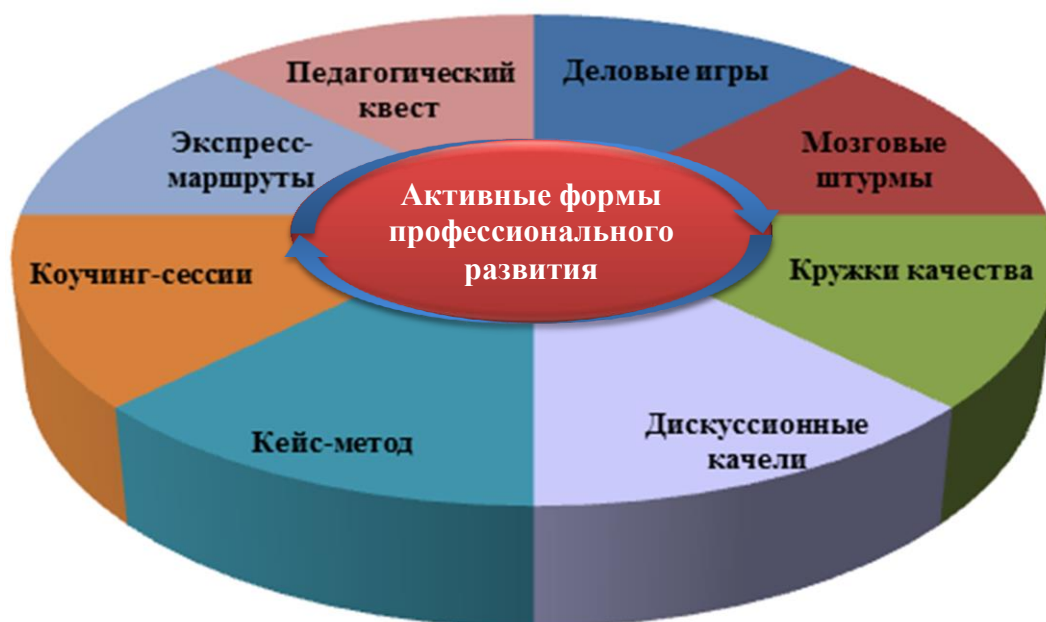 Педагогический
квест
Деловые игры
Экспресс-
маршруты
Мозговые
штурмы
Активные формы
профессионального
развития
Коучинг-сессии
Кружки качества
Кейс-метод
Дискуссионные
качели